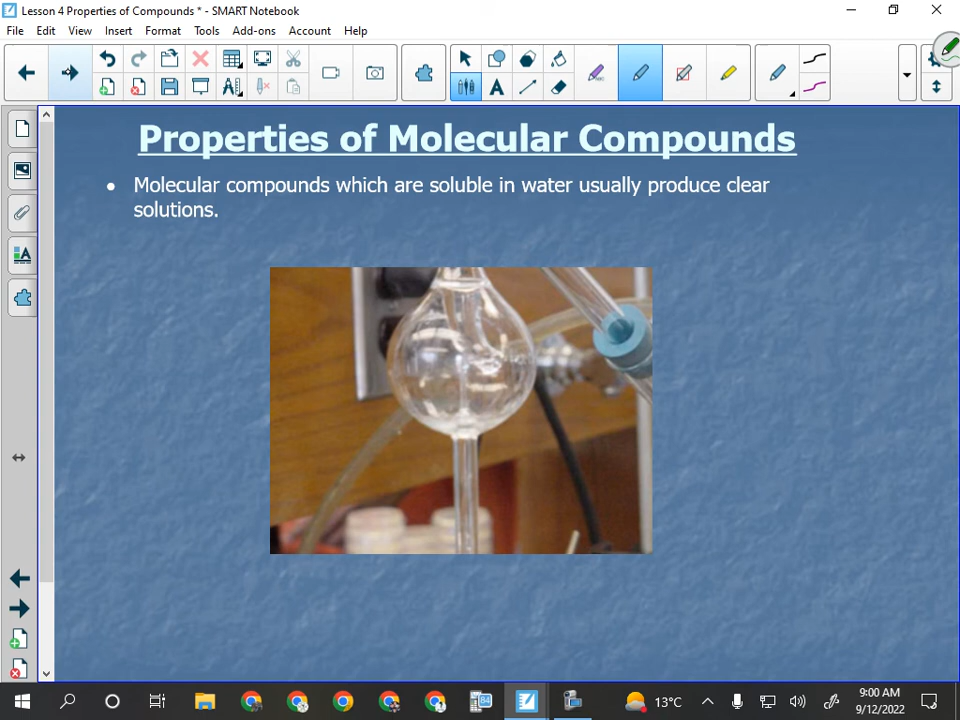 Lesson 4 Properties of Compounds * - SMART Notebook
File Edit View Insert Format Tools Add-ons Account Help
Properties of Molecular Compounds
• Molecular compounds which are soluble in water usually produce clear
solutions.
13°C
9:00 AM
9/12/2022